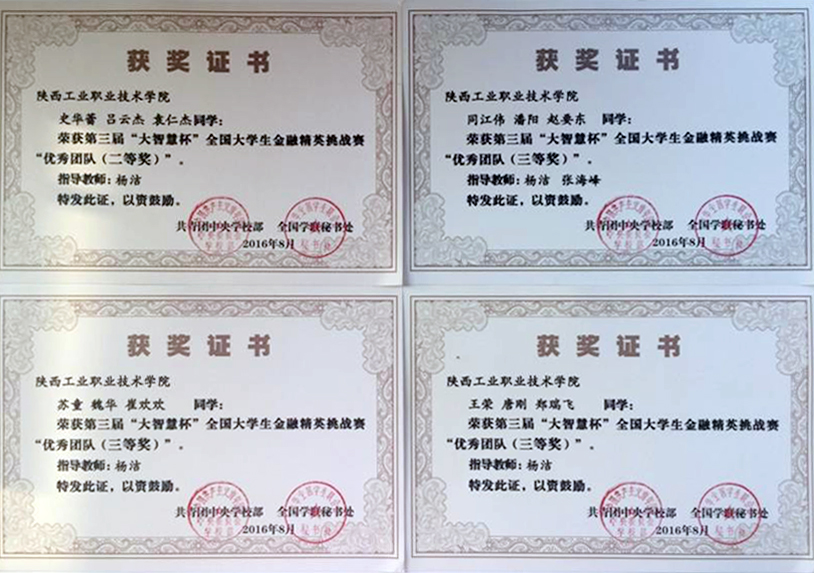 获奖证书
陕西工业职业技术学院
史华蕾 吕云杰 袁仁杰同学:
荣获第三届“大智慧杯”全国大学生金融精英挑战赛
“优秀团队(二等奖)”。
指导教师: 杨洁
特发此证,以资鼓励。
共青团中央学校部 全国学联秘书处
2016年8月
获奖证书
陕西工业职业技术学院
同江伟 潘阳 赵要东 同学:
荣获第三届“大智慧杯”全国大学生金融精英挑战赛
“优秀团队(三等奖)”。
指导教师: 杨洁 张海峰
特发此证,以资鼓励。
共青团中央学校部 全国学联秘书处
2016年8月
获奖证书
陕西工业职业技术学院
苏童 魏华 崔欢欢 同学:
荣获第三届“大智慧杯”全国大学生金融精英挑战赛
“优秀团队(三等奖)”。
指导教师: 杨洁
特发此证,以资鼓励。
共青团中央学校部 全国学联秘书处
2016年8月
获奖证书
陕西工业职业技术学院
王荣 唐刚 郑瑞飞 同学:
荣获第三届“大智慧杯”全国大学生金融精英挑战赛
“优秀团队(三等奖)”。
指导教师: 杨洁
特发此证,以资鼓励。
共青团中央学校部 全国学联秘书处
2016年8月